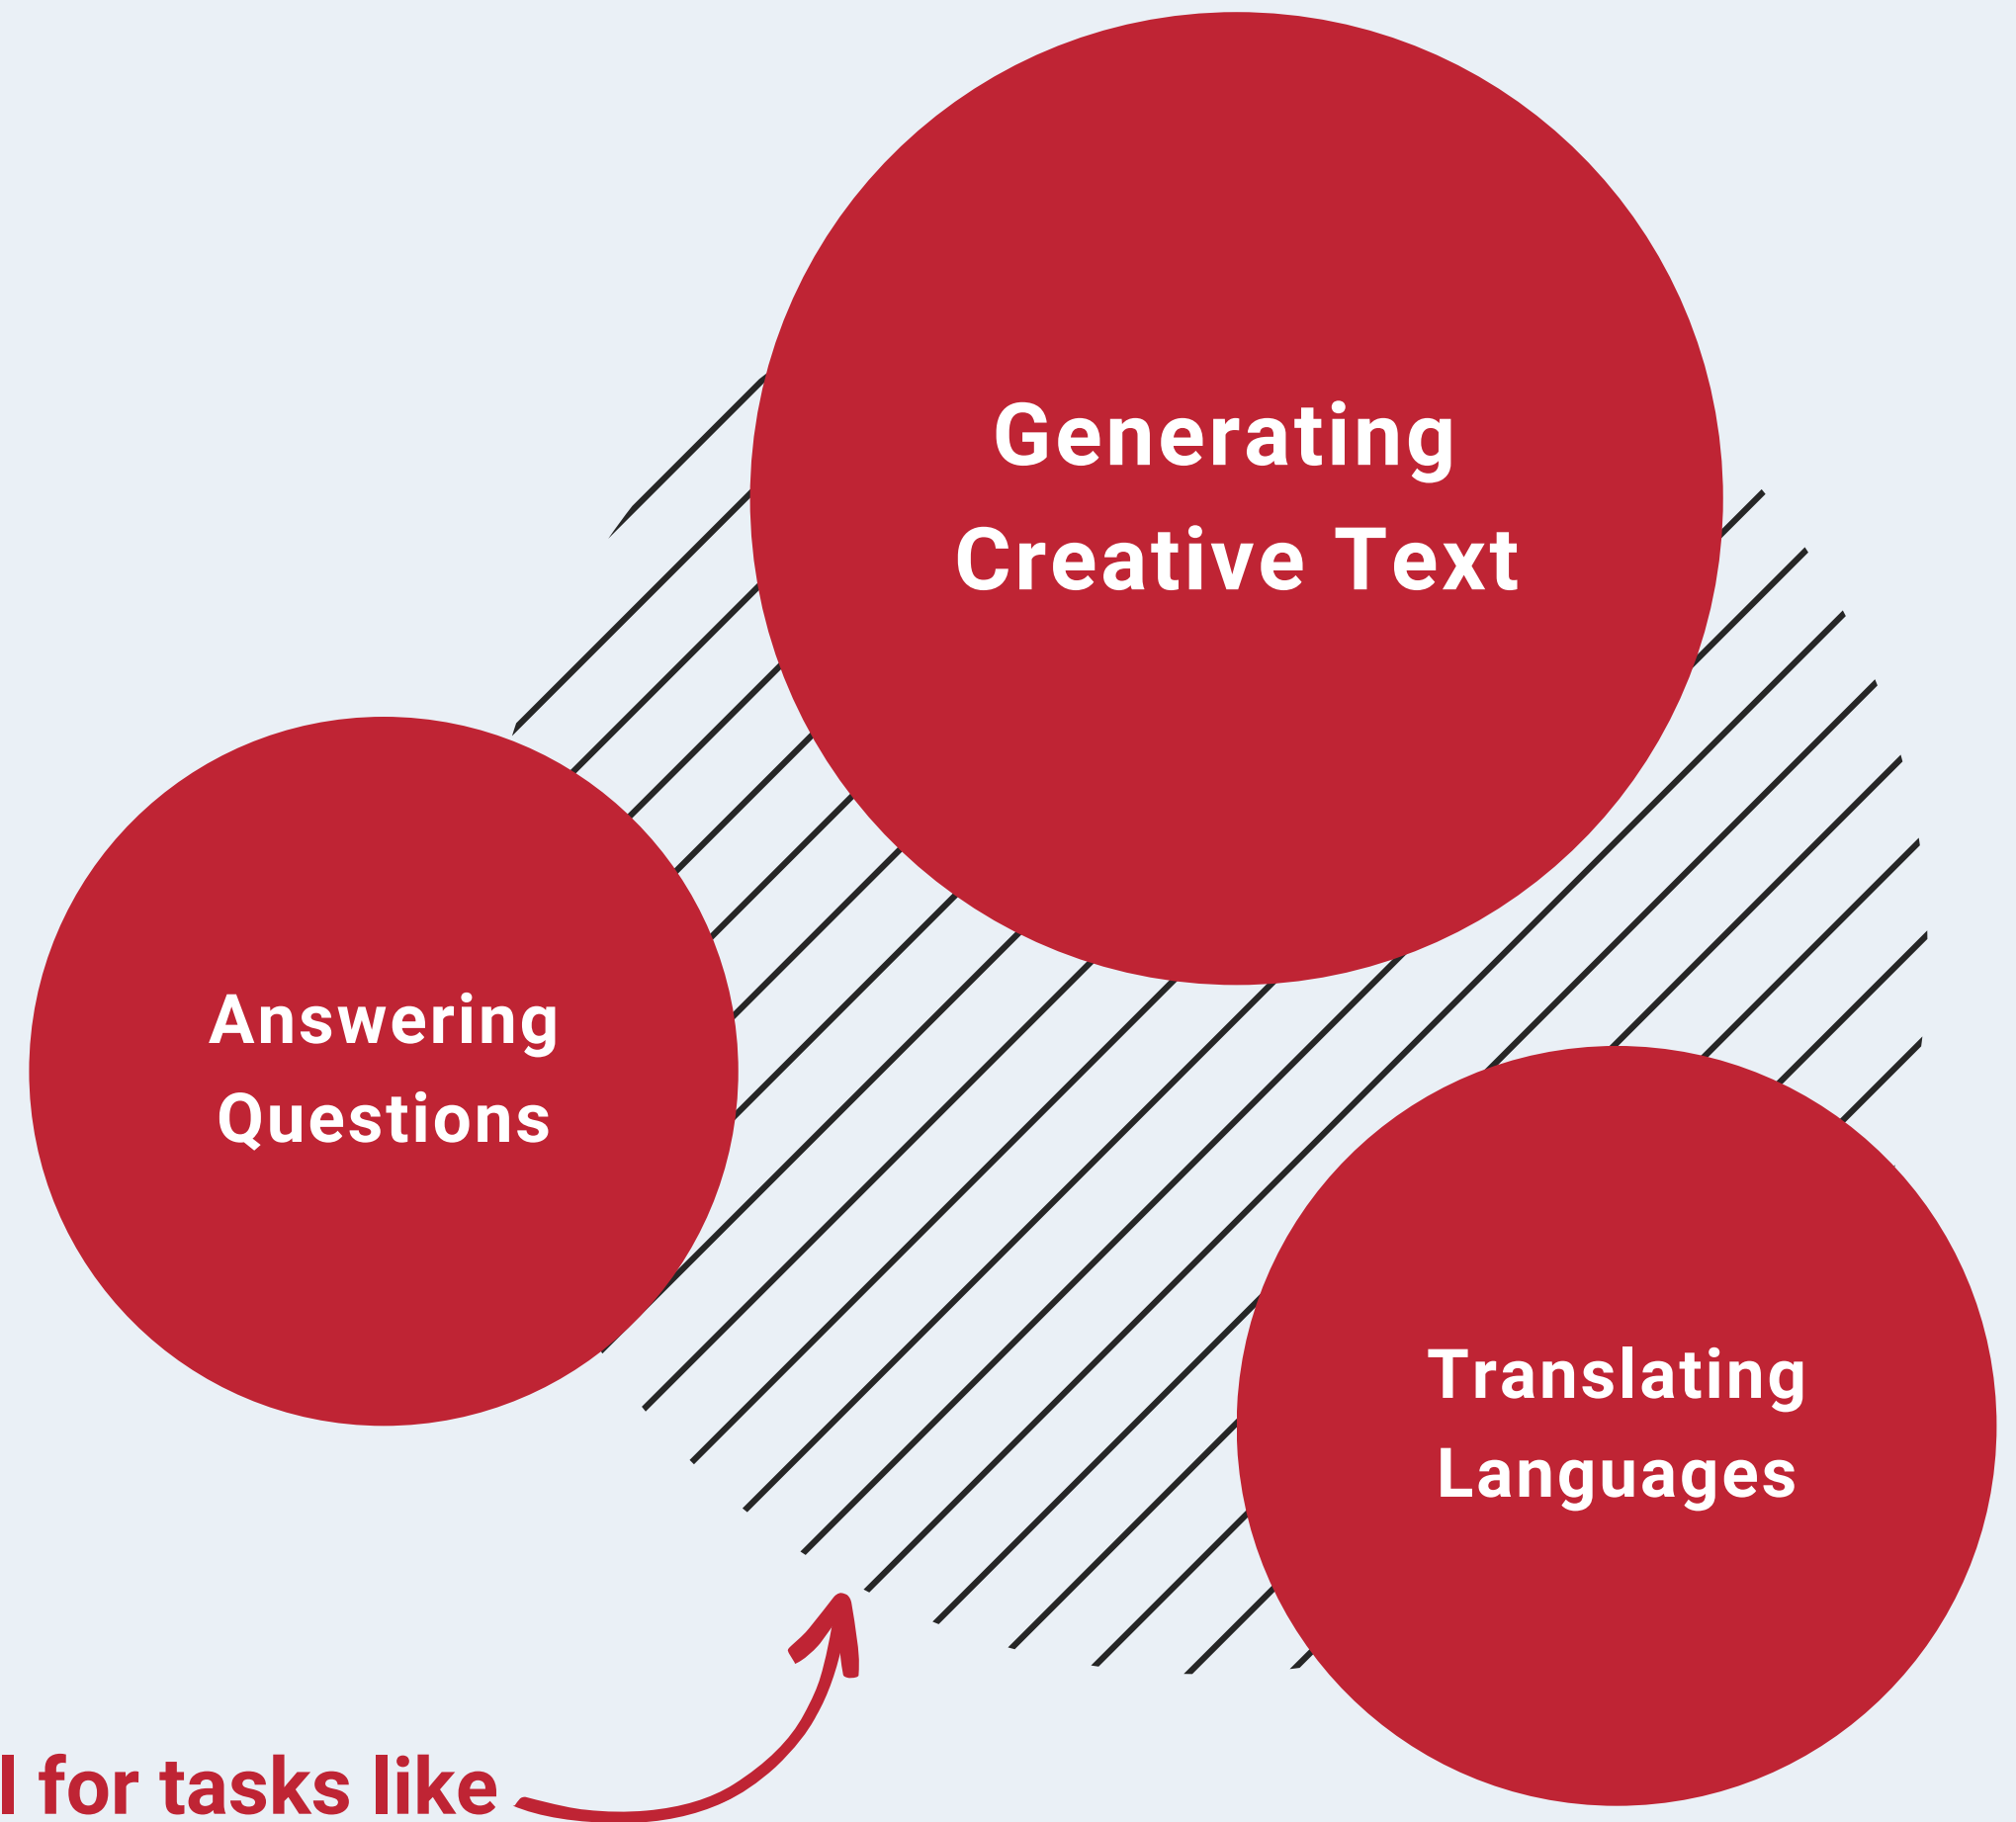 Generating
Creative Text
Answering
Questions
Translating
Languages
for tasks like